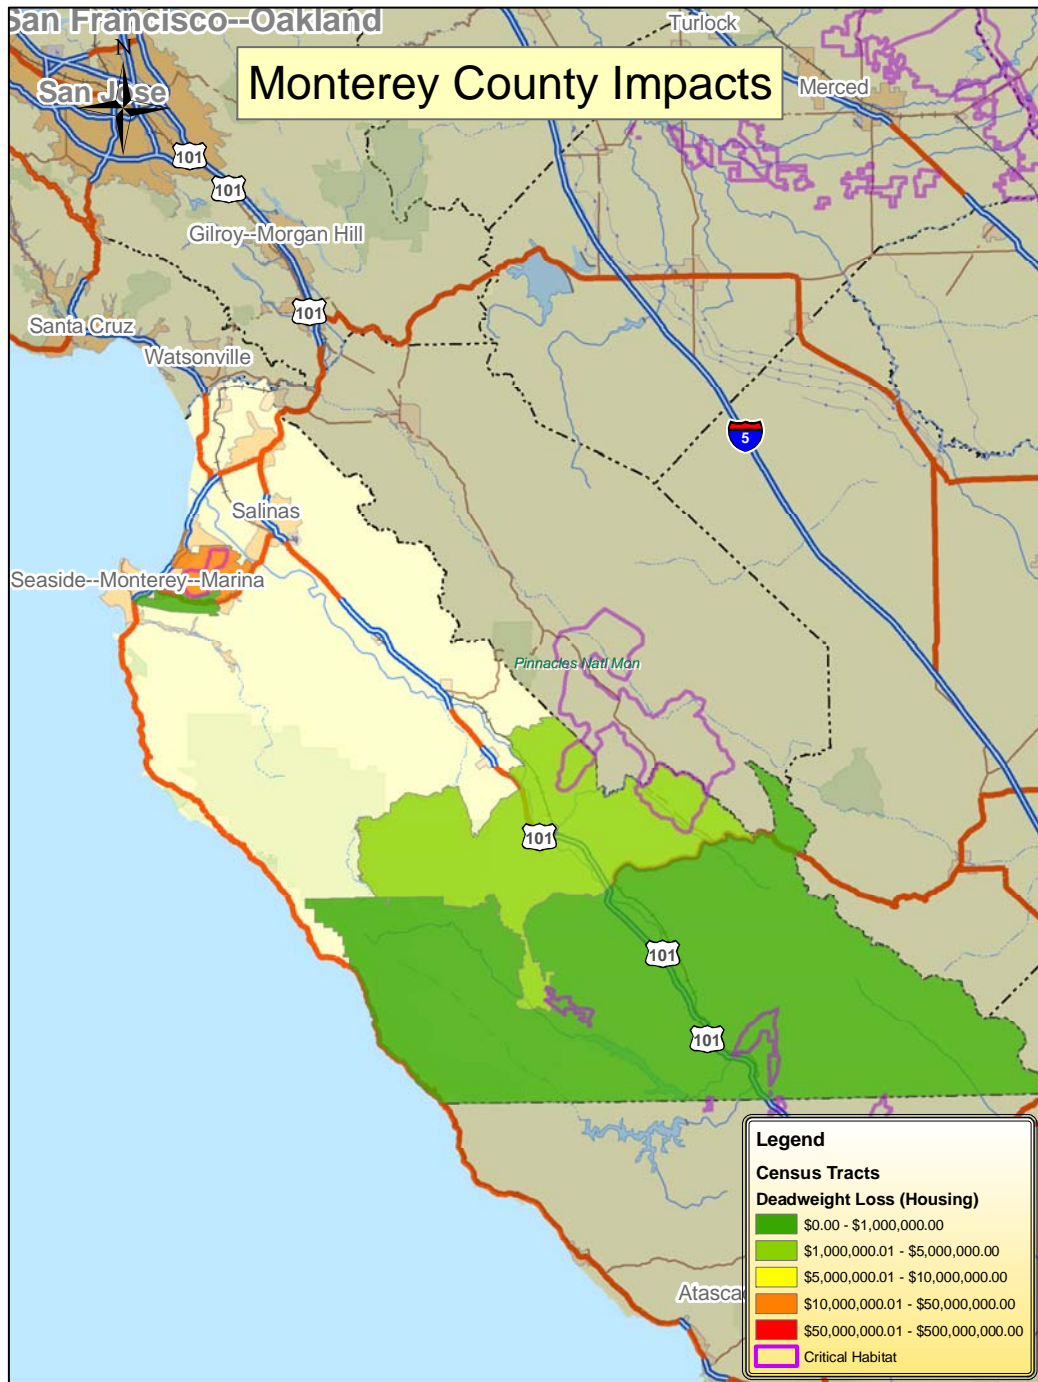 San Francisco--Oakland
Turlock
N
Monterey County Impacts
San Jose
Merced
101
101
Gilroy--Morgan Hill
101
Santa Cruz
Watsonville
5
Salinas
Seaside--Monterey--Marina
Pinnacles Natl Mon
101
101
101
Legend
Census Tracts
Deadweight Loss (Housing)
$0.00 - $1,000,000.00
$1,000,000.01 - $5,000,000.00
$5,000,000.01 - $10,000,000.00
Atasca
$10,000,000.01 - $50,000,000.00
$50,000,000.01 - $500,000,000.00
Critical Habitat